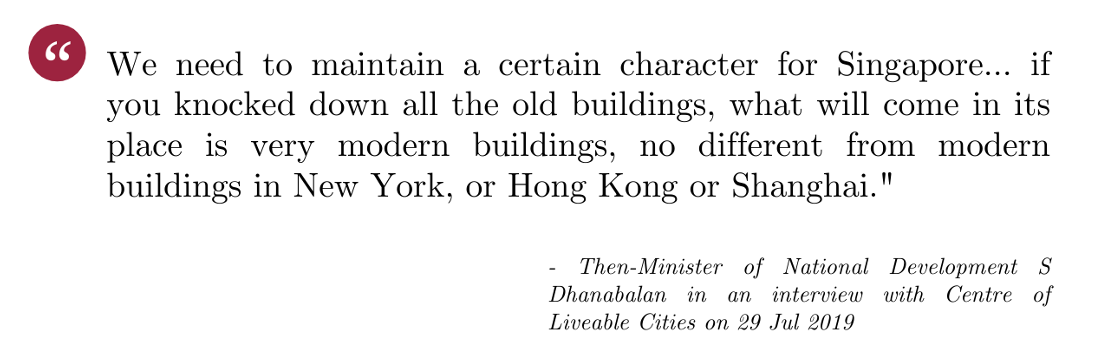 “
We need to maintain a certain character for Singapore... if
you knocked down all the old buildings, what will come in its
place is very modern buildings, no different from modern
buildings in New York, or Hong Kong or Shanghai."
- Then-Minister of National Development S
Dhanabalan in an interview with Centre of
Liveable Cities on 29 Jul 2019